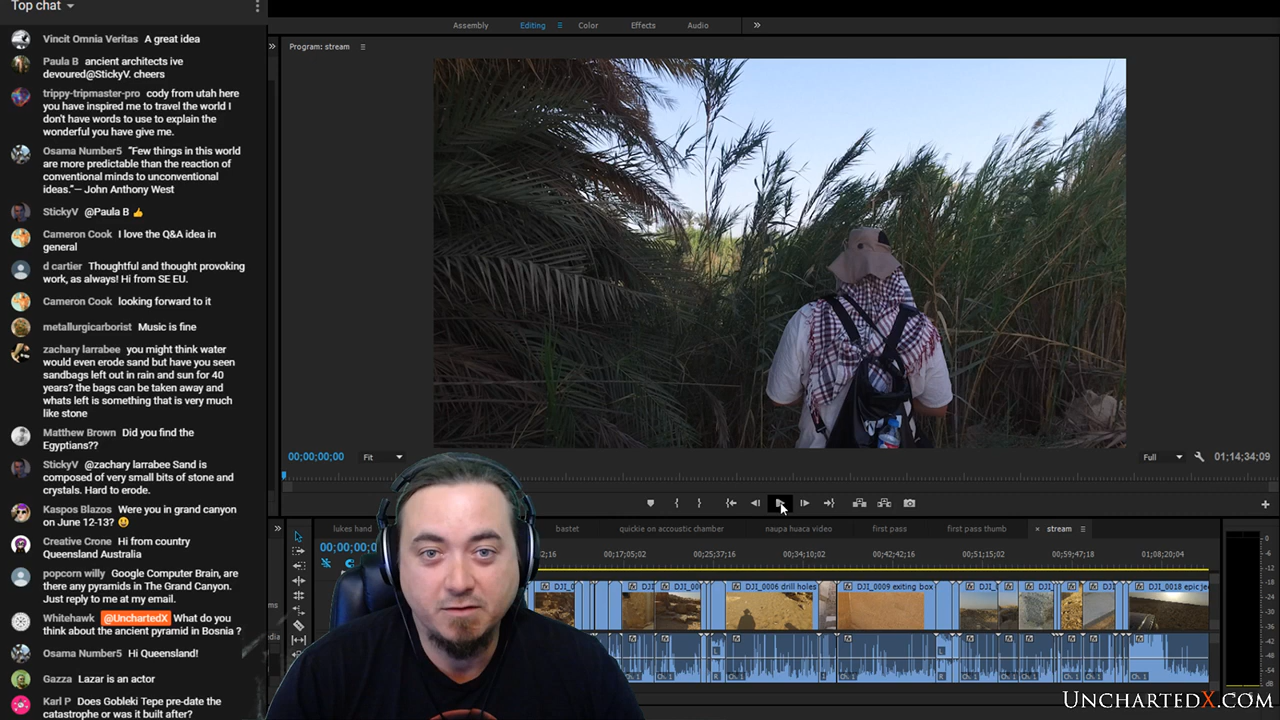 Top chat
Vincit Omnia Veritas A great idea
Paula B ancient architects ive
devoured@StickyV. cheers
trippy-tripmaster-pro cody from utah here
you have inspired me to travel the world I
don't have words to use to explain the
wonderful you have give me.
Osama Number5 “Few things in this world
are more predictable than the reaction of
conventional minds to unconventional
ideas.”— John Anthony West
StickyV @Paula B 👍
Cameron Cook I love the Q&A idea in
general
d cartier Thoughtful and thought provoking
work, as always! Hi from SE EU.
Cameron Cook looking forward to it
metallurgicarborist Music is fine
zachary larrabee you might think water
would even erode sand but have you seen
sandbags left out in rain and sun for 40
years? the bags can be taken away and
whats left is something that is very much
like stone
Matthew Brown Did you find the
Egyptians??
StickyV @zachary larrabee Sand is
composed of very small bits of stone and
crystals. Hard to erode.
Kaspos Blazos Were you in grand canyon
on June 12-13? 😃
Creative Crone Hi from country
Queensland Australia
popcorn willy Google Computer Brain, are
there any pyramids in The Grand Canyon.
Just reply to me at my email.
Whitehawk @UnchartedX What do you
think about the ancient pyramid in Bosnia ?
Osama Number5 Hi Queensland!
Gazza Lazar is an actor
Karl P Does Gobleki Tepe pre-date the
catastrophe or was it built after?
Assembly Editing Color Effects Audio
Program: stream
00;00;00;00 Fit Full 01;14;34;09
lukes hand bastet quickie on accoustic chamber naupa huaca video first pass first pass thumb × stream
00;00;00;0 00;17;05;02 00;25;37;16 00;34;10;02 00;42;42;16 00;51;15;02 00;59;47;16 01;08;20;04
DJI_0006 drill holes DJI_0009 exiting box DJI_0018 epic je
0
-6
-12
-18
-24
-30
-36
-42
-48
-54
dB
UnchartedX.com